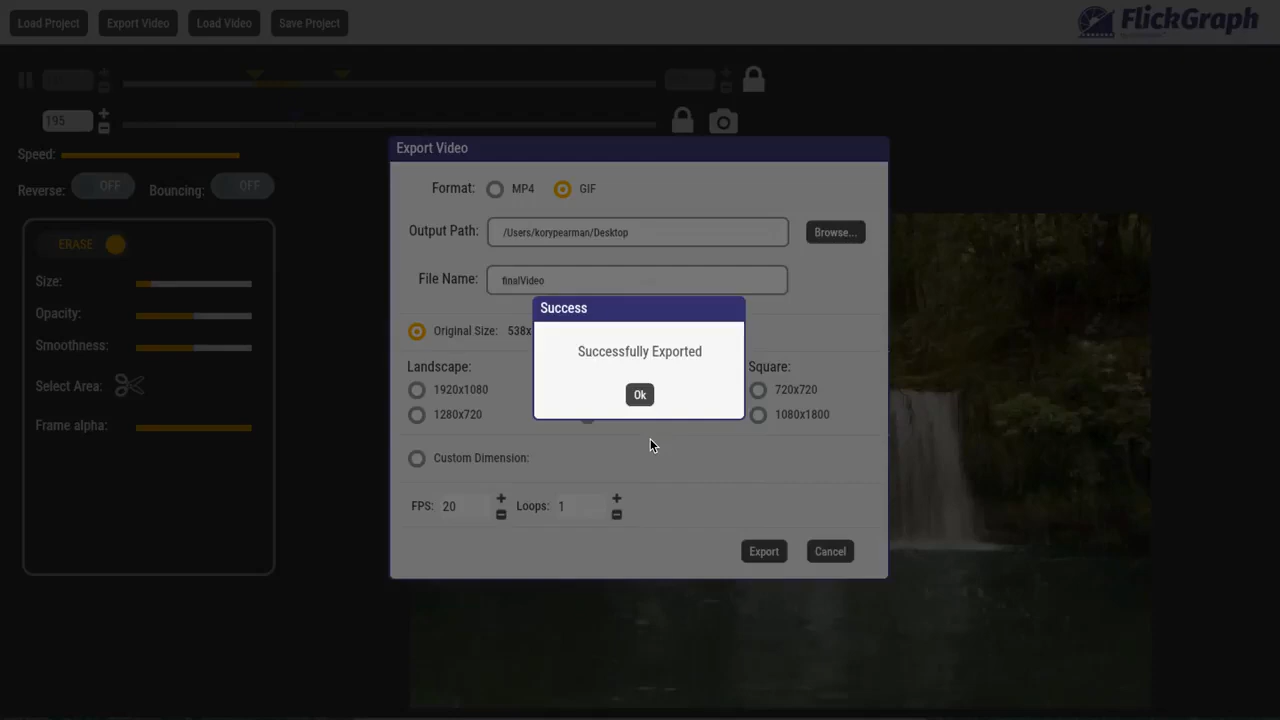 Load Project Export Video Load Video Save Project
FlickGraph
195
Speed:
Reverse: OFF Bouncing: OFF
ERASE
Size:
Opacity:
Smoothness:
Select Area:
Frame alpha:
Export Video
Format: MP4 GIF
Output Path: /Users/korypearman/Desktop Browse...
File Name: finalVideo
Original Size: 538x
Success
Successfully Exported
Ok
Landscape:
1920x1080
1280x720
Square:
720x720
1080x1800
Custom Dimension:
FPS: 20 Loops: 1
Export Cancel